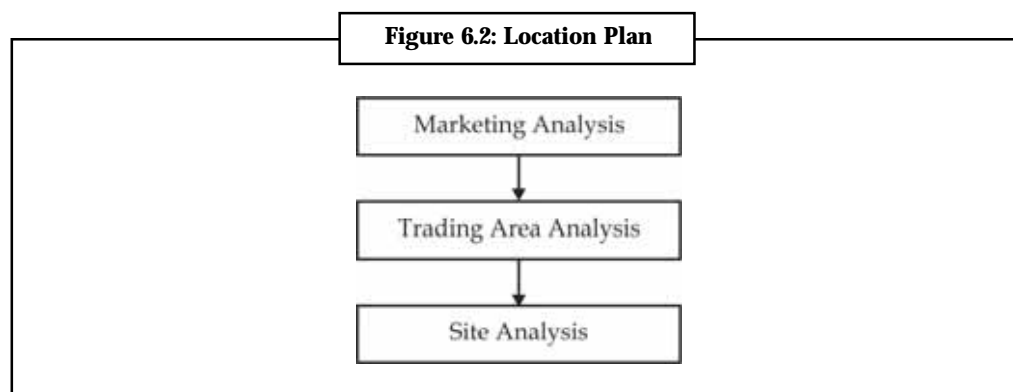 Figure 6.2: Location Plan
Marketing Analysis
Trading Area Analysis
Site Analysis